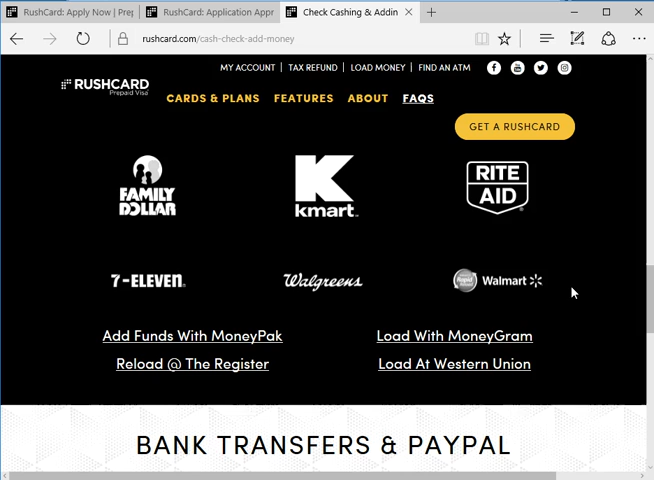 RushCard: Apply Now | Prep
RushCard: Application Appr
Check Cashing & Addin
rushcard.com/cash-check-add-money
MY ACCOUNT | TAX REFUND | LOAD MONEY | FIND AN ATM
RUSHCARD
Prepaid Visa
CARDS & PLANS FEATURES ABOUT FAQS
GET A RUSHCARD
FAMILY DOLLAR
K kmart
RITE AID
7-ELEVEN
Walgreens
Walmart
Add Funds With MoneyPak
Load With MoneyGram
Reload @ The Register
Load At Western Union
BANK TRANSFERS & PAYPAL